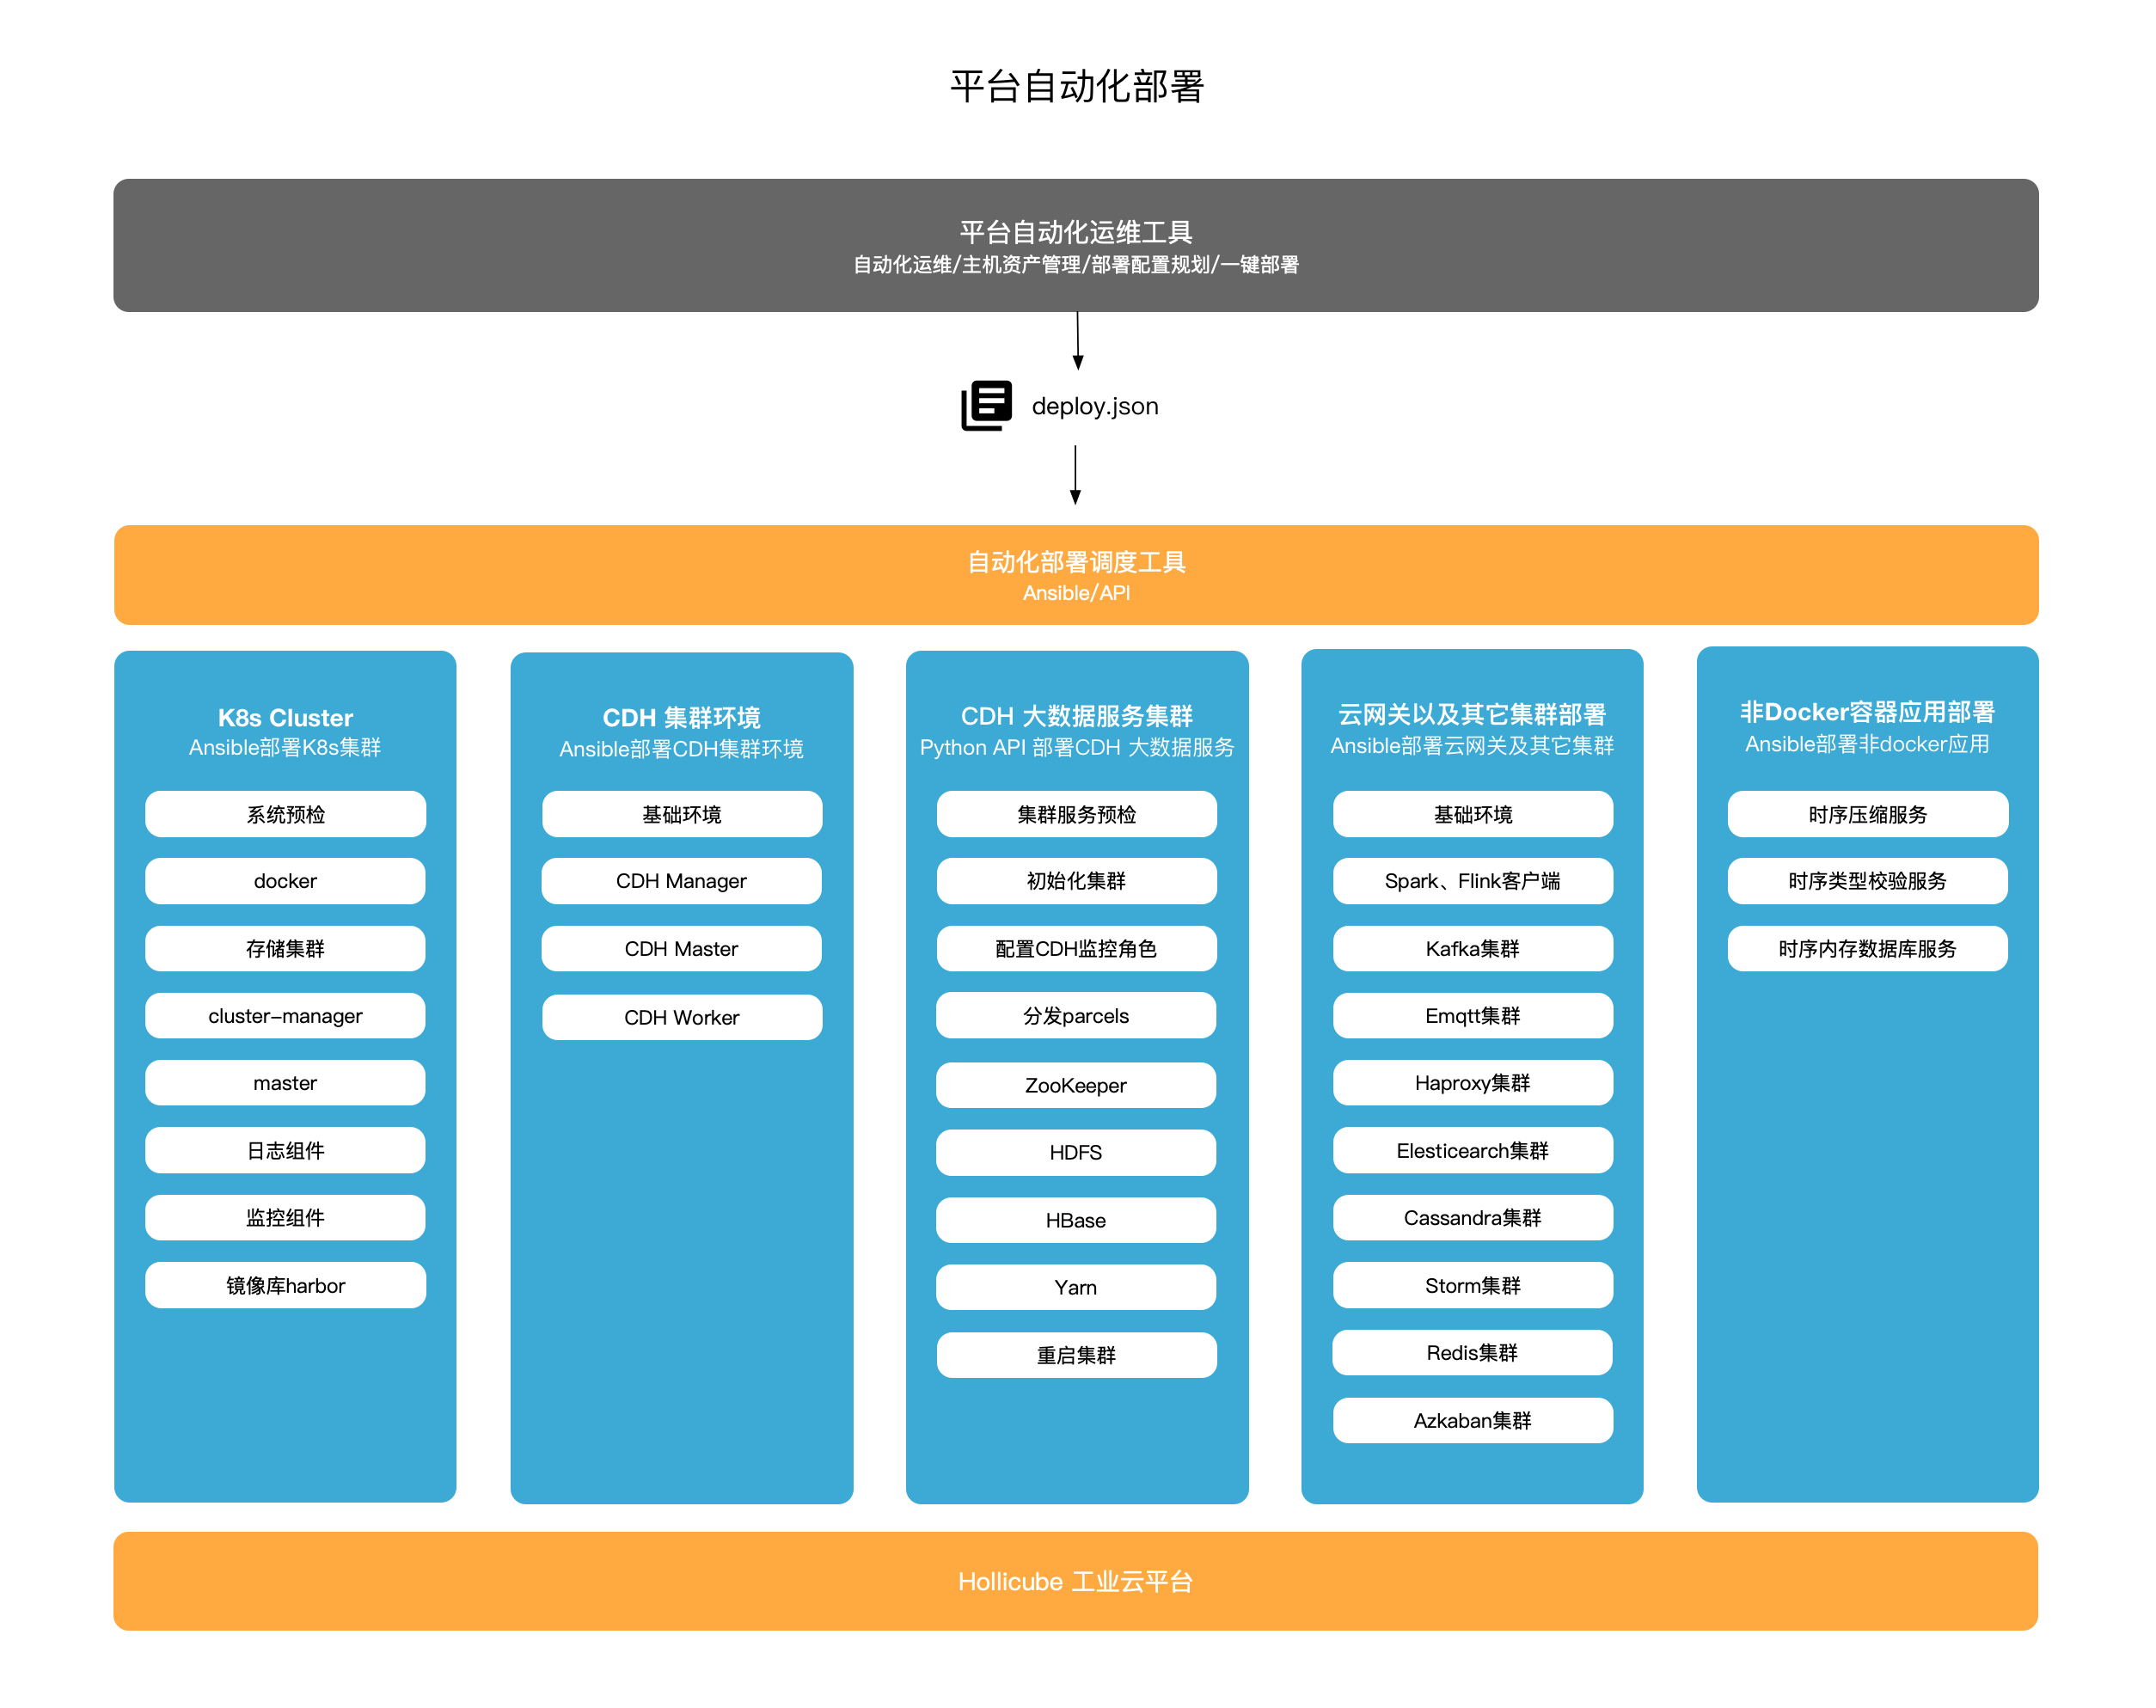 平台自动化部署
平台自动化运维工具
自动化运维/主机资产管理/部署配置规划/一键部署
deploy.json
自动化部署调度工具
Ansible/API
K8s Cluster
Ansible部署K8s集群
系统预检
docker
存储集群
cluster-manager
master
日志组件
监控组件
镜像库harbor
CDH 集群环境
Ansible部署CDH集群环境
基础环境
CDH Manager
CDH Master
CDH Worker
CDH 大数据服务集群
Python API 部署CDH 大数据服务
集群服务预检
初始化集群
配置CDH监控角色
分发parcels
ZooKeeper
HDFS
HBase
Yarn
重启集群
云网关以及其它集群部署
Ansible部署云网关及其它集群
基础环境
Spark、Flink客户端
Kafka集群
Emqtt集群
Haproxy集群
Elesticearch集群
Cassandra集群
Storm集群
Redis集群
Azkaban集群
非Docker容器应用部署
Ansible部署非docker应用
时序压缩服务
时序类型校验服务
时序内存数据库服务
Hollicube 工业云平台